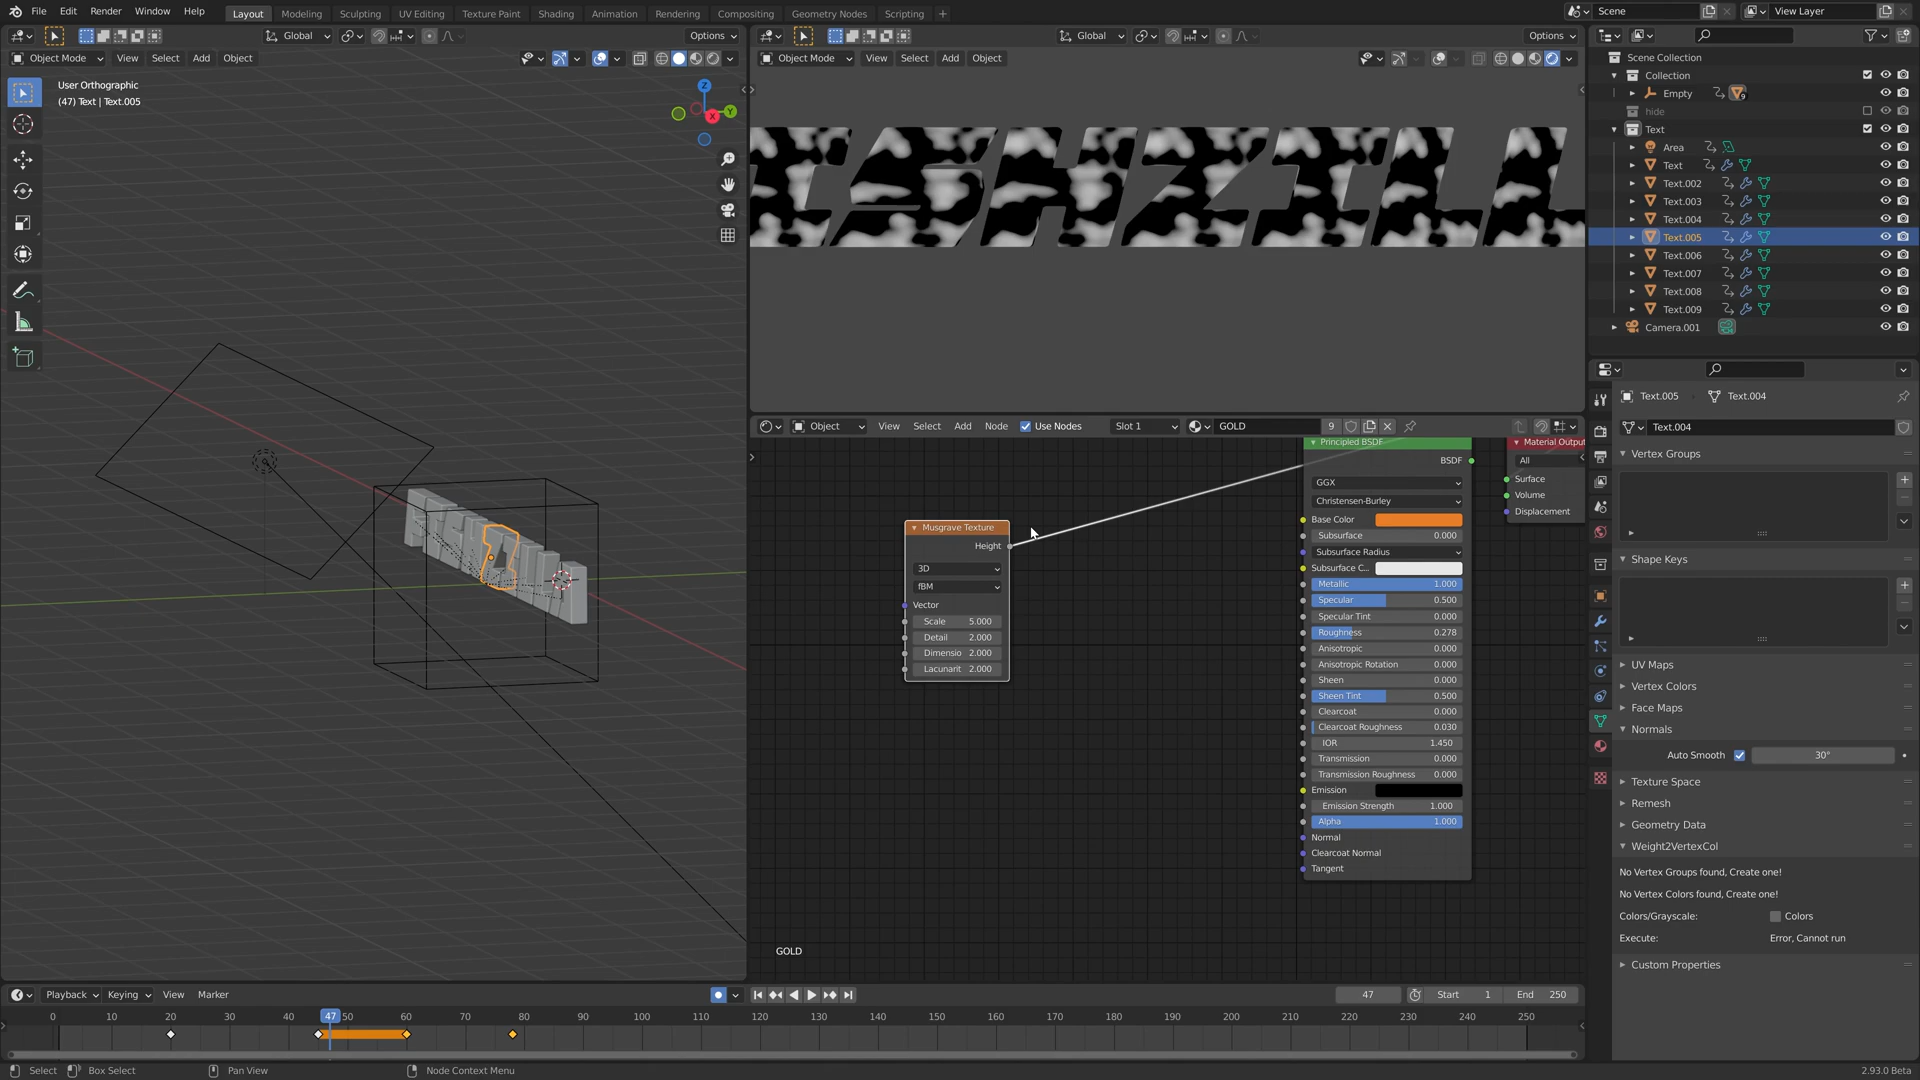 File Edit Render Window Help
Layout Modeling Sculpting UV Editing Texture Paint Shading Animation Rendering Compositing Geometry Nodes Scripting +
Scene
View Layer
Global
Options
Object Mode View Select Add Object
User Orthographic
(47) Text | Text.005
Z
Y
X
Global
Options
Object Mode View Select Add Object
Scene Collection
Collection
Empty
9
hide
Text
Area
Text
Text.002
Text.003
Text.004
Text.005
Text.006
Text.007
Text.008
Text.009
Camera.001
Object View Select Add Node Use Nodes Slot 1 GOLD 9
Musgrave Texture
Height
3D
fBM
Vector
Scale 5.000
Detail 2.000
Dimensio 2.000
Lacunarit 2.000
Principled BSDF
BSDF
GGX
Christensen-Burley
Base Color
Subsurface 0.000
Subsurface Radius
Subsurface C...
Metallic 1.000
Specular 0.500
Specular Tint 0.000
Roughness 0.278
Anisotropic 0.000
Anisotropic Rotation 0.000
Sheen 0.000
Sheen Tint 0.500
Clearcoat 0.000
Clearcoat Roughness 0.030
IOR 1.450
Transmission 0.000
Transmission Roughness 0.000
Emission
Emission Strength 1.000
Alpha 1.000
Normal
Clearcoat Normal
Tangent
Material Output
All
Surface
Volume
Displacement
GOLD
Text.005 Text.004
Text.004
Vertex Groups
Shape Keys
UV Maps
Vertex Colors
Face Maps
Normals
Auto Smooth 30°
Texture Space
Remesh
Geometry Data
Weight2VertexCol
No Vertex Groups found, Create one!
No Vertex Colors found, Create one!
Colors/Grayscale: Colors
Execute: Error, Cannot run
Custom Properties
Playback Keying View Marker
47 Start 1 End 250
0 10 20 30 40 47 50 60 70 80 90 100 110 120 130 140 150 160 170 180 190 200 210 220 230 240 250
Select Box Select Pan View Node Context Menu 2.93.0 Beta